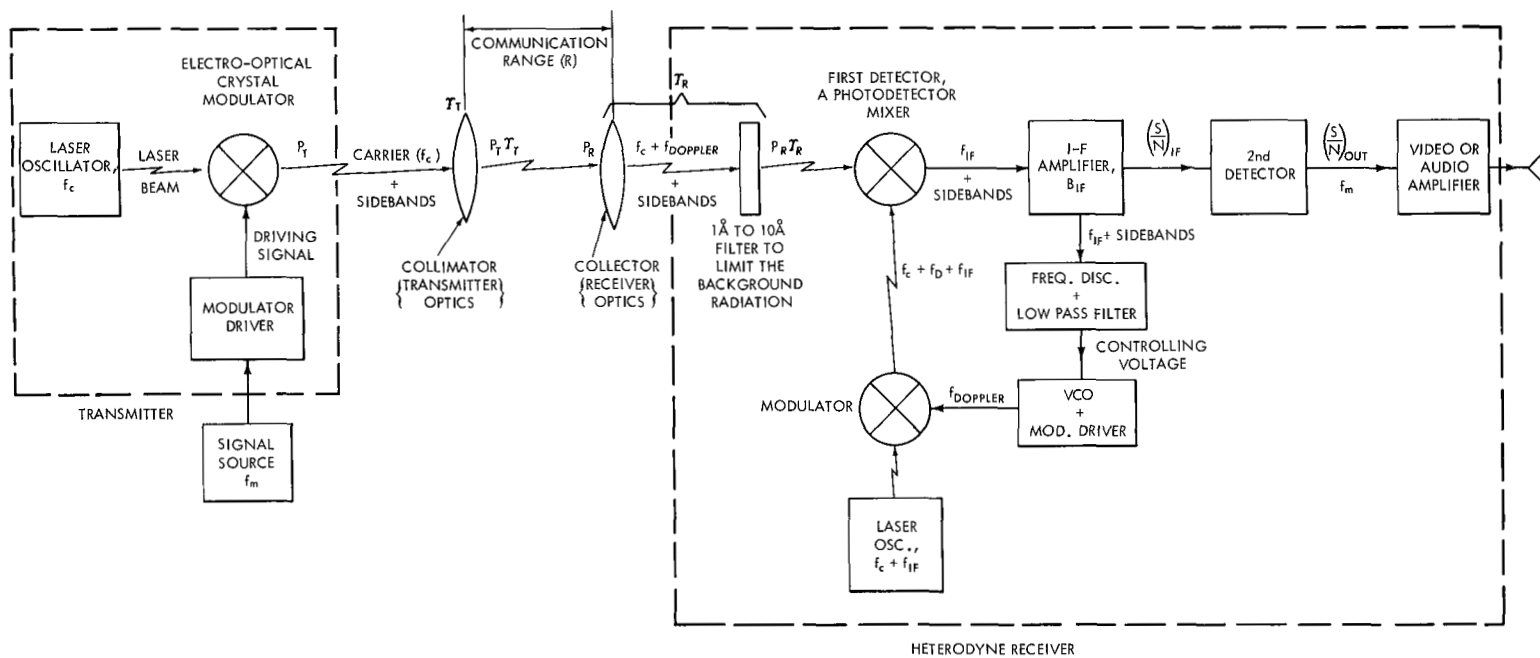 COMMUNICATION
RANGE (R)
ELECTRO-OPTICAL
CRYSTAL
MODULATOR
LASER
OSCILLATOR,
f_c
LASER
BEAM
P_T
CARRIER (f_c)
+
SIDEBANDS
T_T
P_T T_T
P_R
T_R
f_c + f_DOPPLER
+
SIDEBANDS
P_R T_R
FIRST DETECTOR,
A PHOTODETECTOR
MIXER
f_IF
+
SIDEBANDS
I-F
AMPLIFIER,
B_IF
(S/N)_IF
2nd
DETECTOR
(S/N)_OUT
f_m
VIDEO OR
AUDIO
AMPLIFIER
DRIVING
SIGNAL
COLLIMATOR
{TRANSMITTER}
OPTICS
COLLECTOR
{RECEIVER}
OPTICS
1Å TO 10Å
FILTER TO
LIMIT THE
BACKGROUND
RADIATION
f_c + f_D + f_IF
f_IF + SIDEBANDS
FREQ. DISC.
+
LOW PASS FILTER
CONTROLLING
VOLTAGE
MODULATOR
DRIVER
MODULATOR
f_DOPPLER
VCO
+
MOD. DRIVER
TRANSMITTER
SIGNAL
SOURCE
f_m
LASER
OSC.,
f_c + f_IF
HETERODYNE RECEIVER